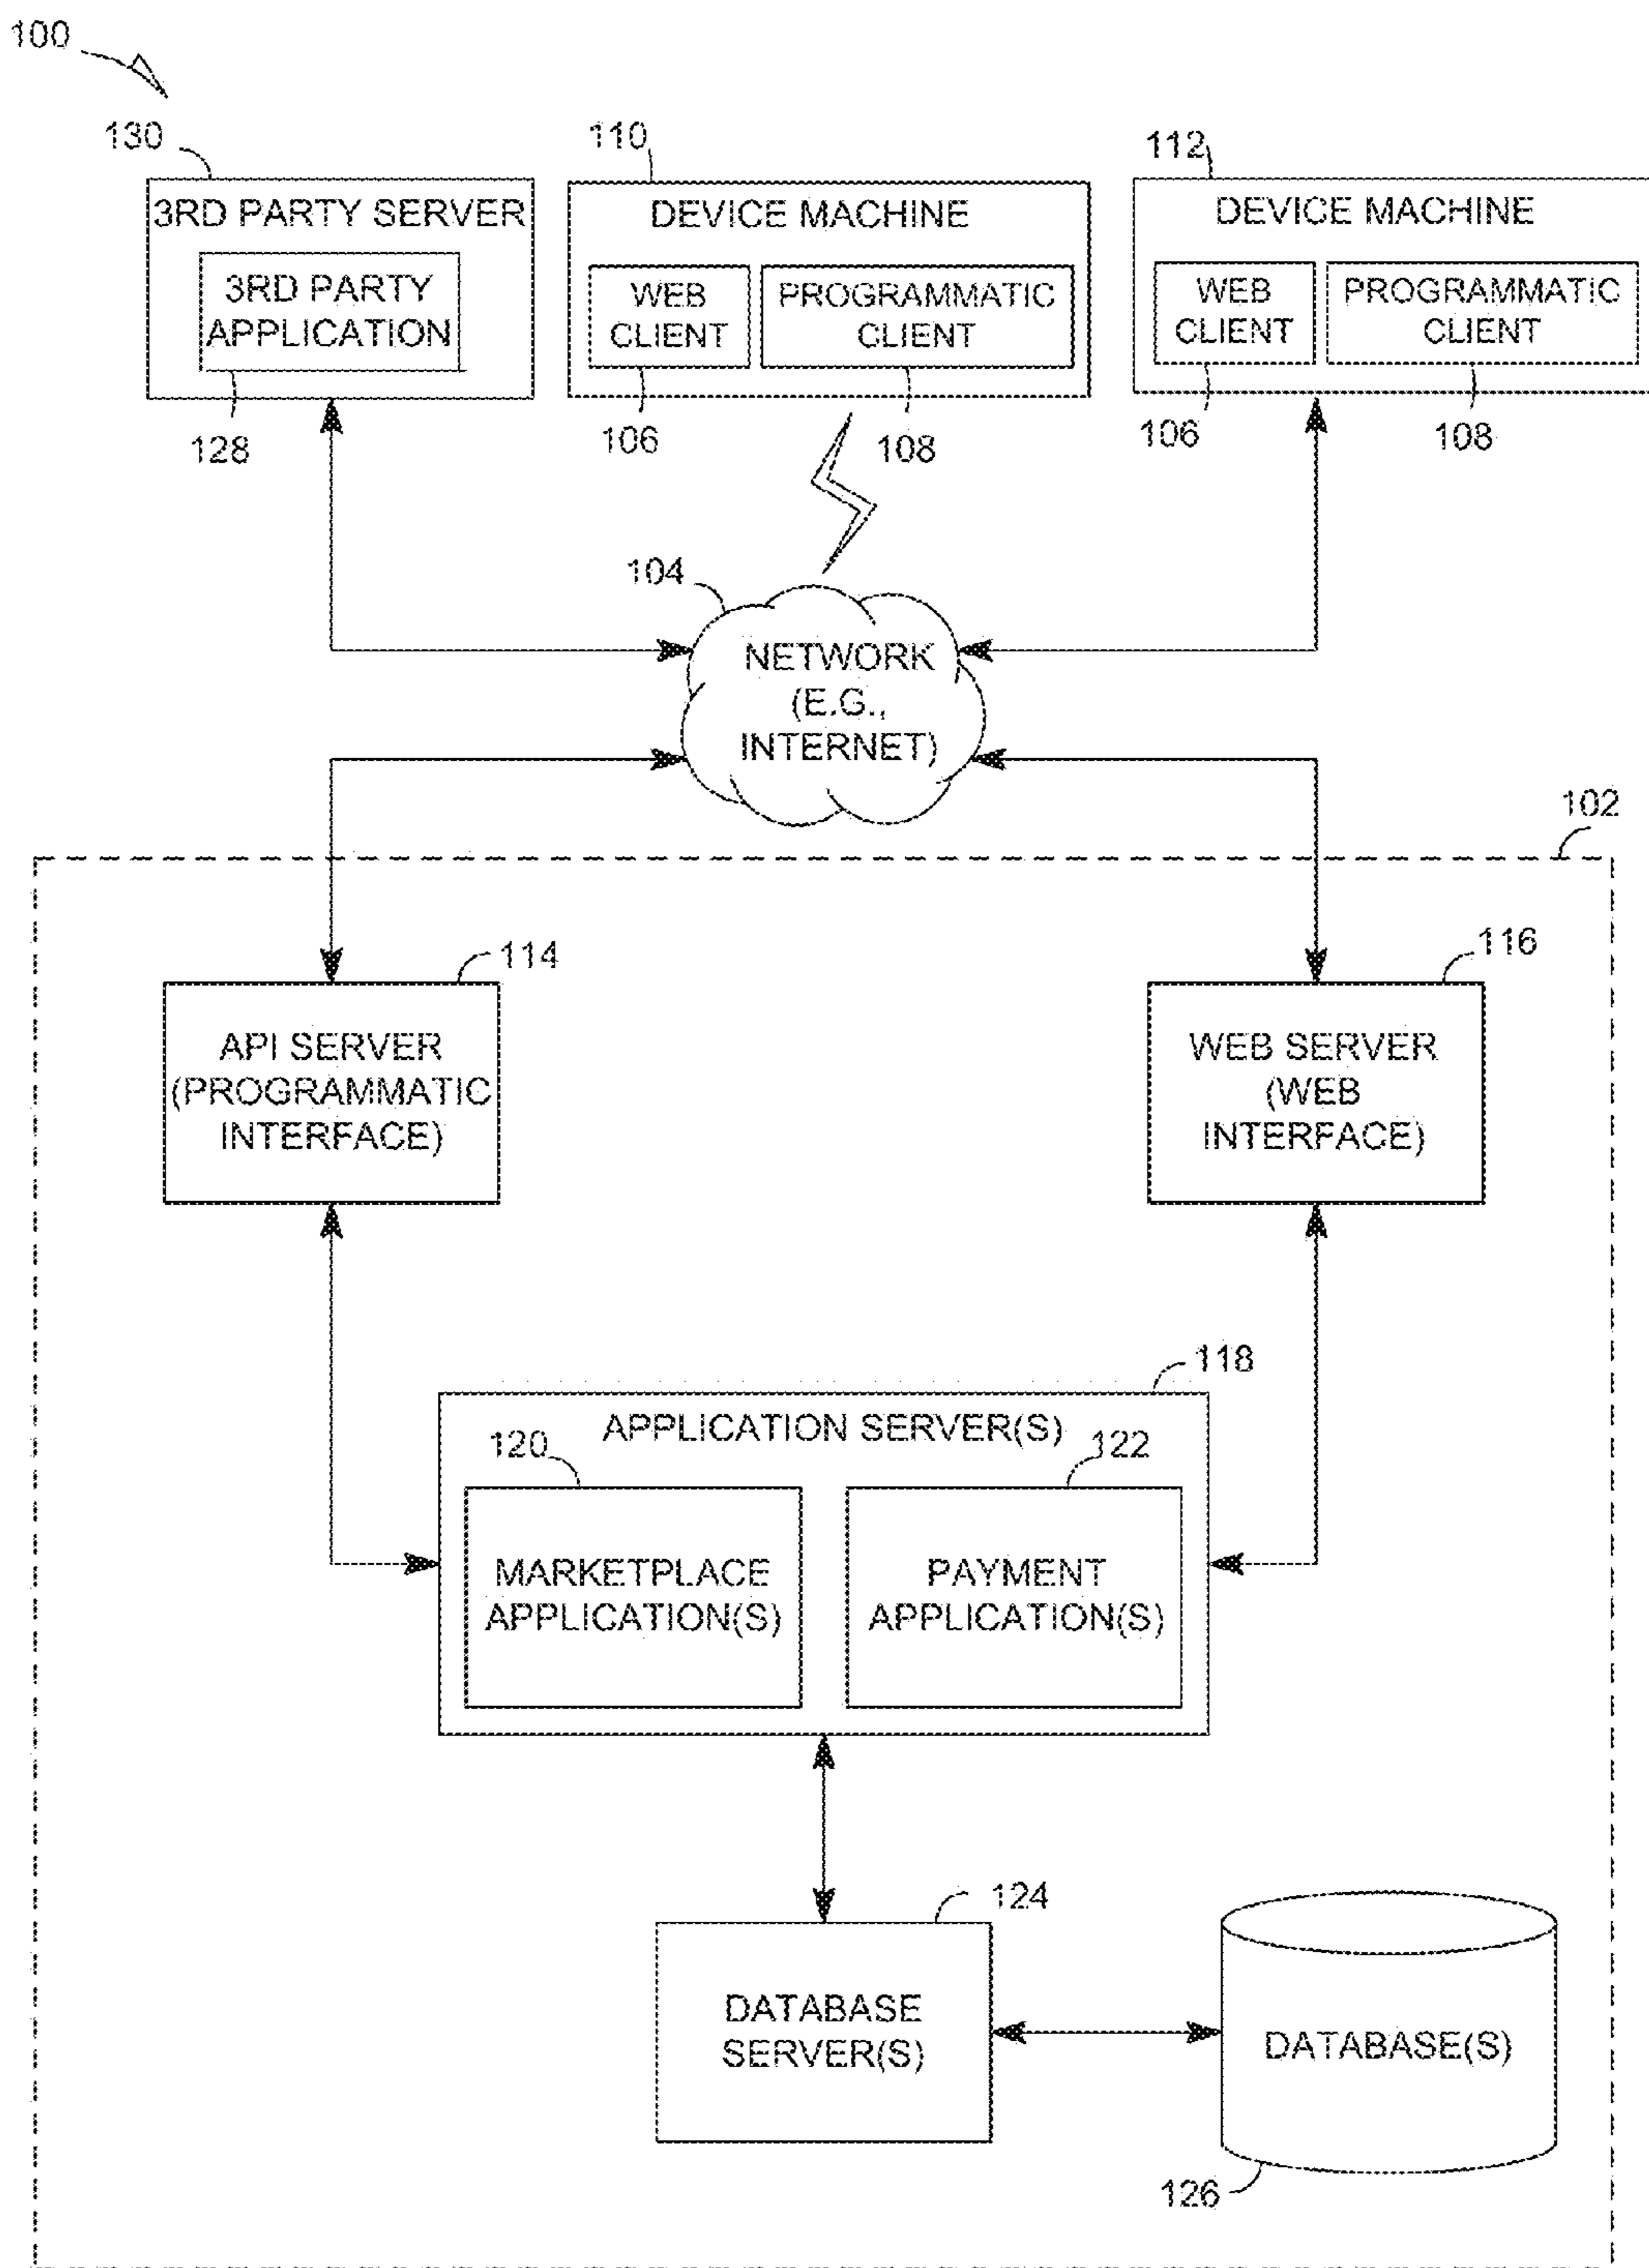 100
130
110
112
3RD PARTY SERVER
3RD PARTY
APPLICATION
128
DEVICE MACHINE
WEB
CLIENT
PROGRAMMATIC
CLIENT
106
108
DEVICE MACHINE
WEB
CLIENT
PROGRAMMATIC
CLIENT
106
108
104
NETWORK
(E.G.,
INTERNET)
102
114
API SERVER
(PROGRAMMATIC
INTERFACE)
116
WEB SERVER
(WEB
INTERFACE)
118
APPLICATION SERVER(S)
120
122
MARKETPLACE
APPLICATION(S)
PAYMENT
APPLICATION(S)
124
DATABASE
SERVER(S)
DATABASE(S)
126